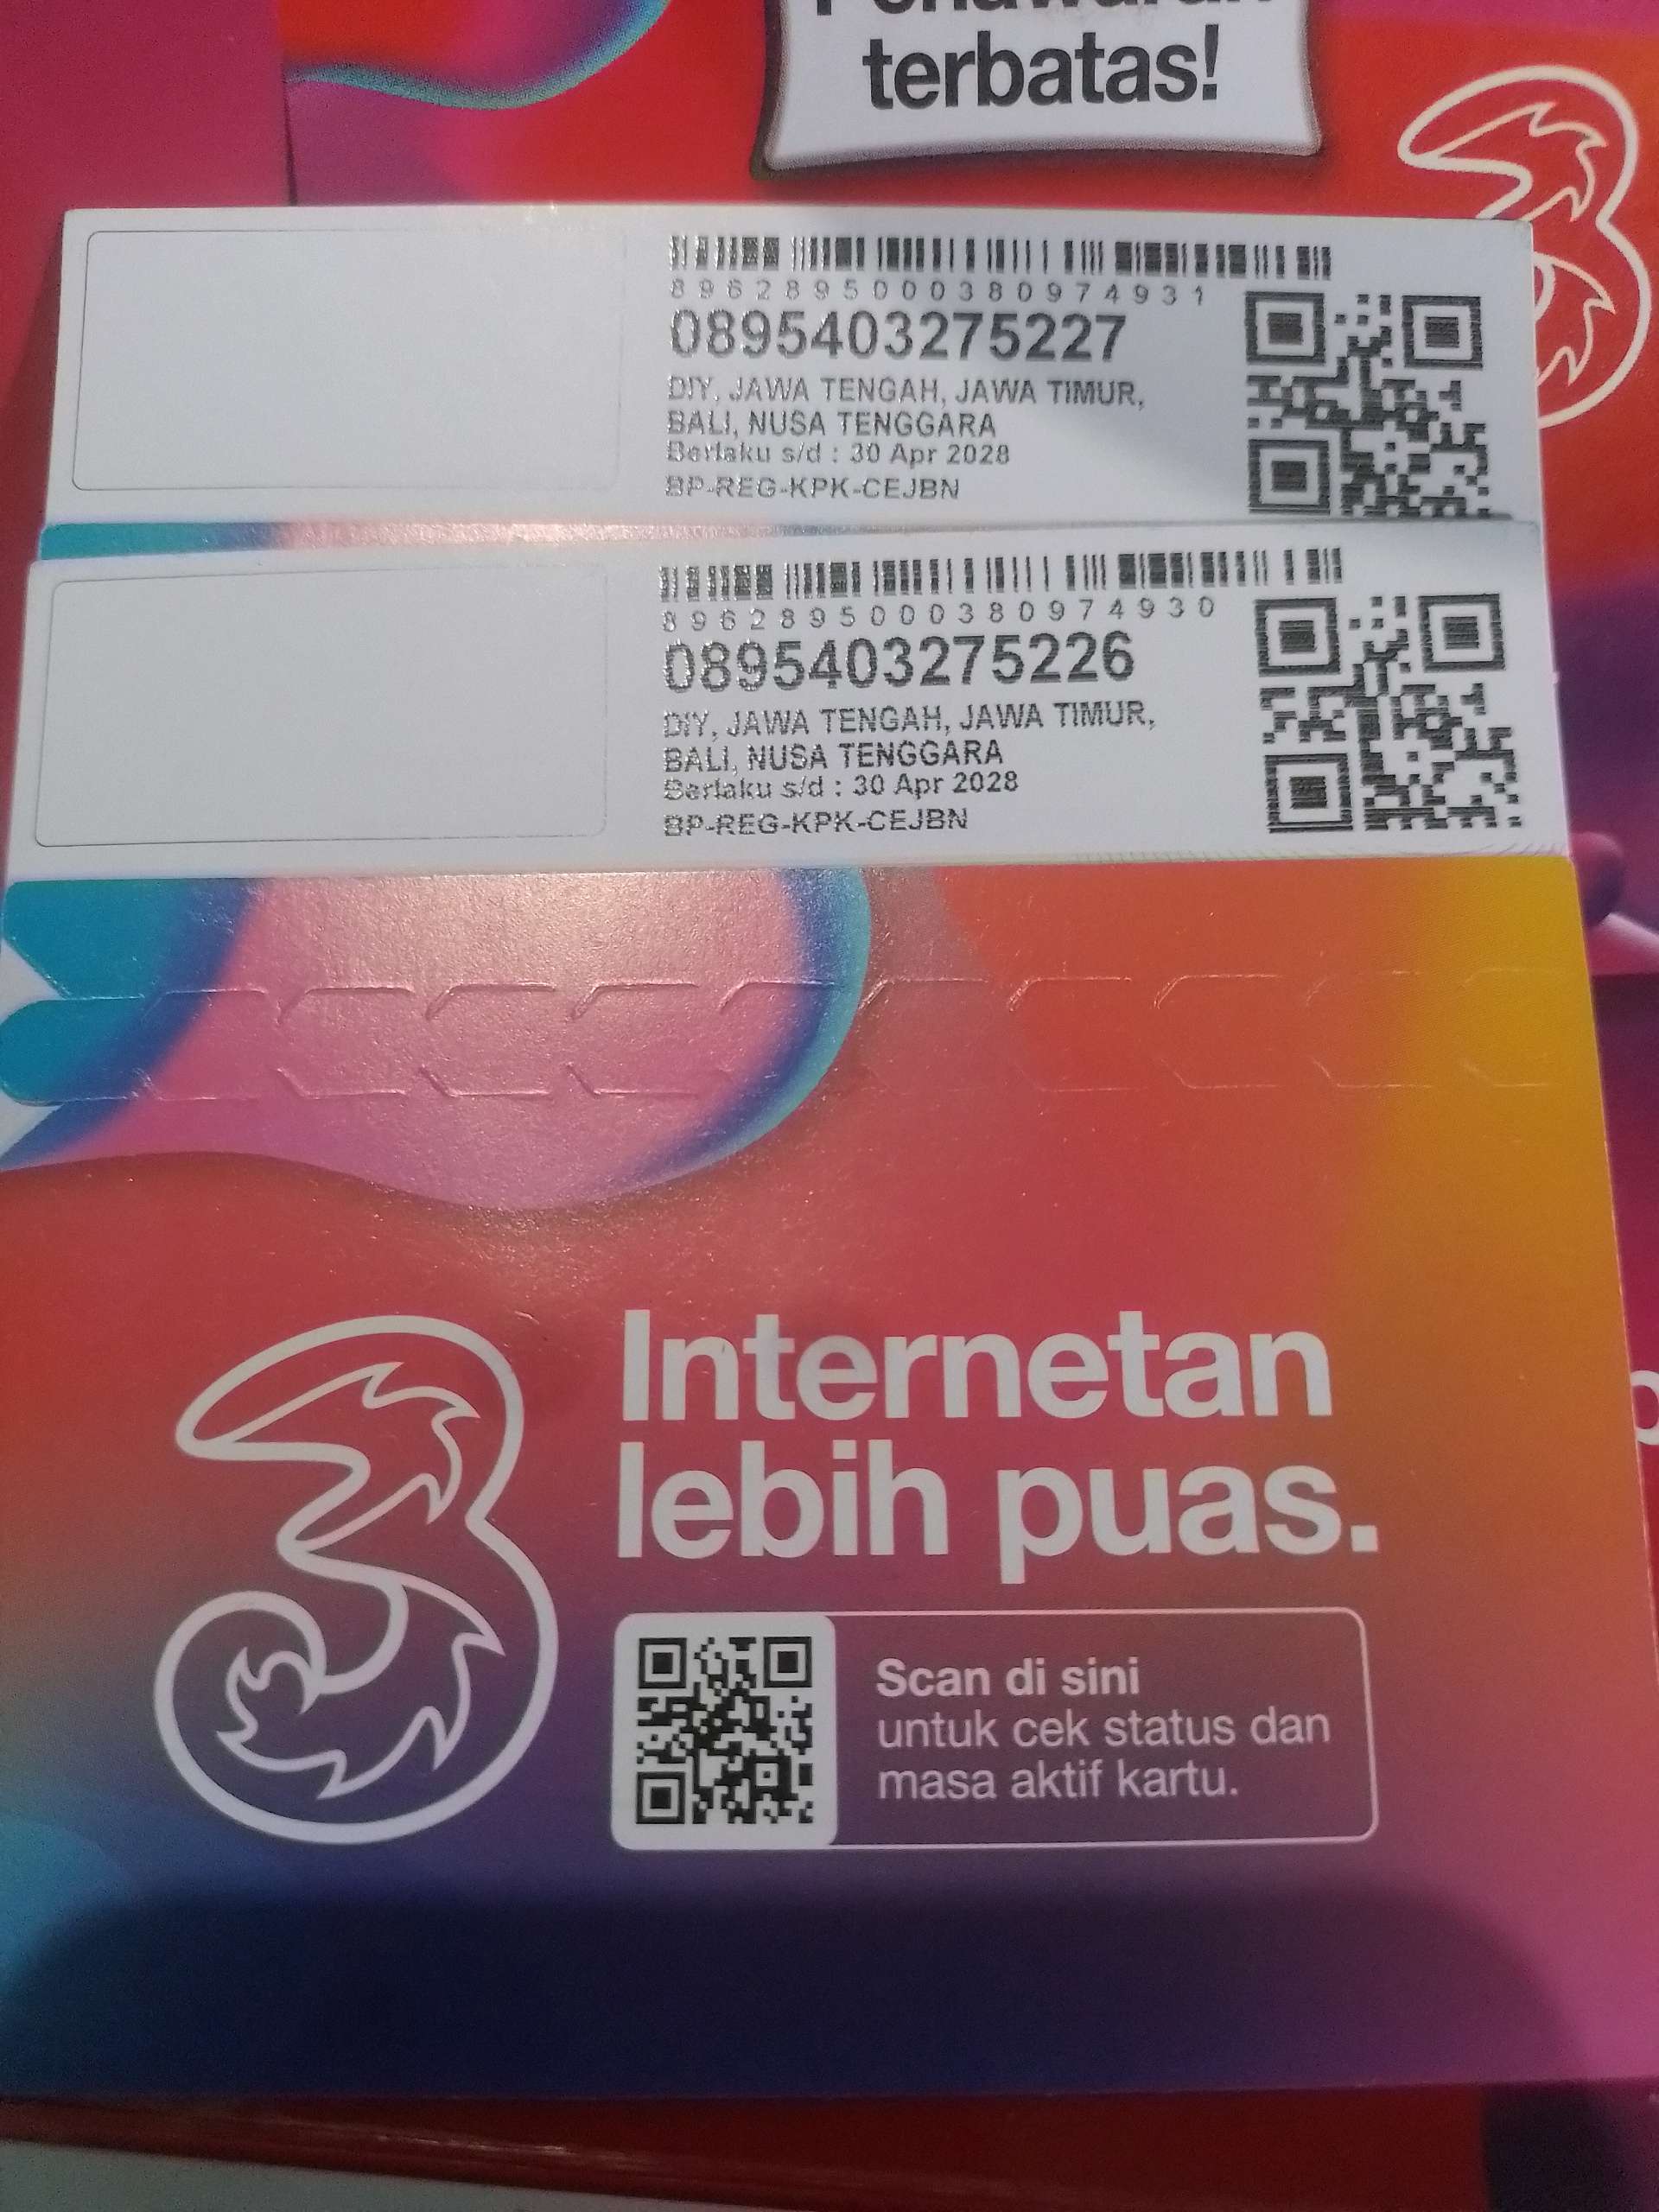 terbatas!
8962895000380974931
0895403275227
DIY, JAWA TENGAH, JAWA TIMUR,
BALI, NUSA TENGGARA
Berlaku s/d : 30 Apr 2028
BP-REG-KPK-CEJBN
8962895000380974930
0895403275226
DIY, JAWA TENGAH, JAWA TIMUR,
BALI, NUSA TENGGARA
Berlaku s/d : 30 Apr 2028
BP-REG-KPK-CEJBN
3
Internetan
lebih puas.
Scan di sini
untuk cek status dan
masa aktif kartu.